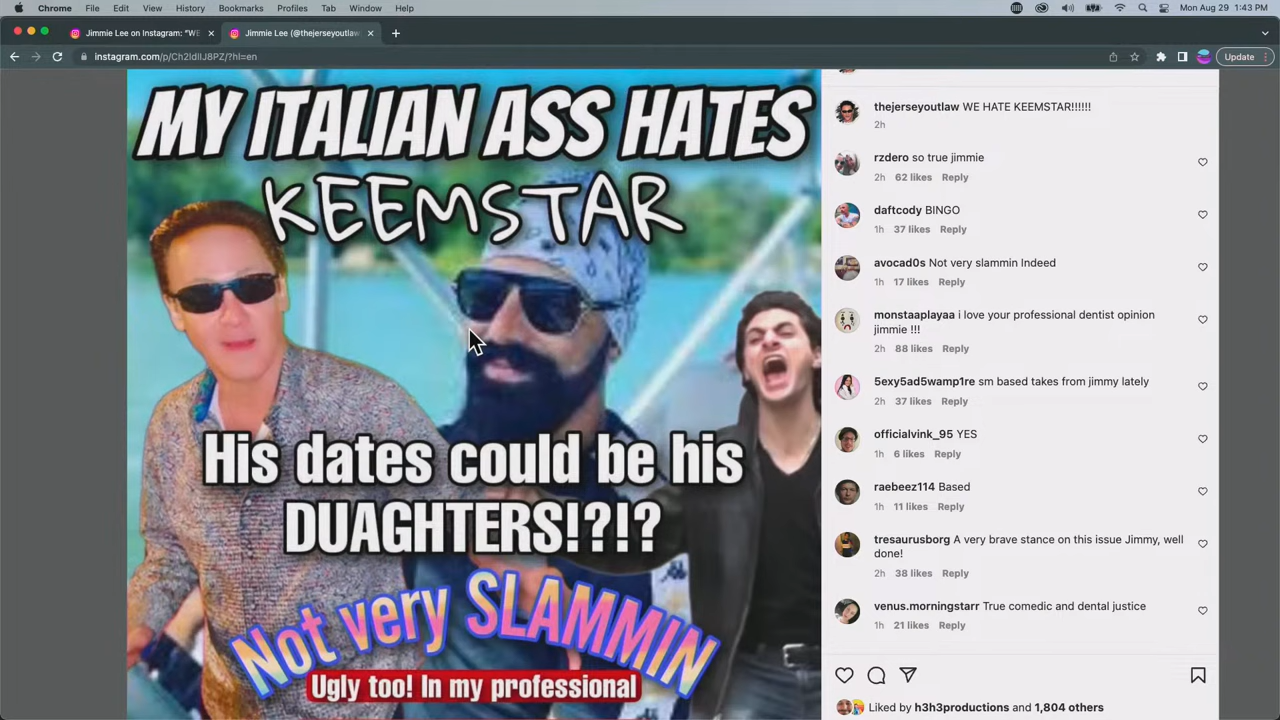 Chrome File Edit View History Bookmarks Profiles Tab Window Help
Mon Aug 29 1:43 PM
Jimmie Lee on Instagram: "WE
Jimmie Lee (@thejerseyoutlaw
instagram.com/p/Ch2IdlIJ8PZ/?hl=en
Update
MY ITALIAN ASS HATES
KEEMSTAR
His dates could be his
DUAGHTERS!?!?
Not very SLAMMIN
Ugly too! In my professional
thejerseyoutlaw WE HATE KEEMSTAR!!!!!!
2h
rzdero so true jimmie
2h 62 likes Reply
daftcody BINGO
1h 37 likes Reply
avocad0s Not very slammin Indeed
1h 17 likes Reply
monstaaplayaa i love your professional dentist opinion
jimmie !!!
2h 88 likes Reply
5exy5ad5wamp1re sm based takes from jimmy lately
2h 37 likes Reply
officialvink_95 YES
1h 6 likes Reply
raebeez114 Based
1h 11 likes Reply
tresaurusborg A very brave stance on this issue Jimmy, well
done!
2h 38 likes Reply
venus.morningstarr True comedic and dental justice
1h 21 likes Reply
Liked by h3h3productions and 1,804 others